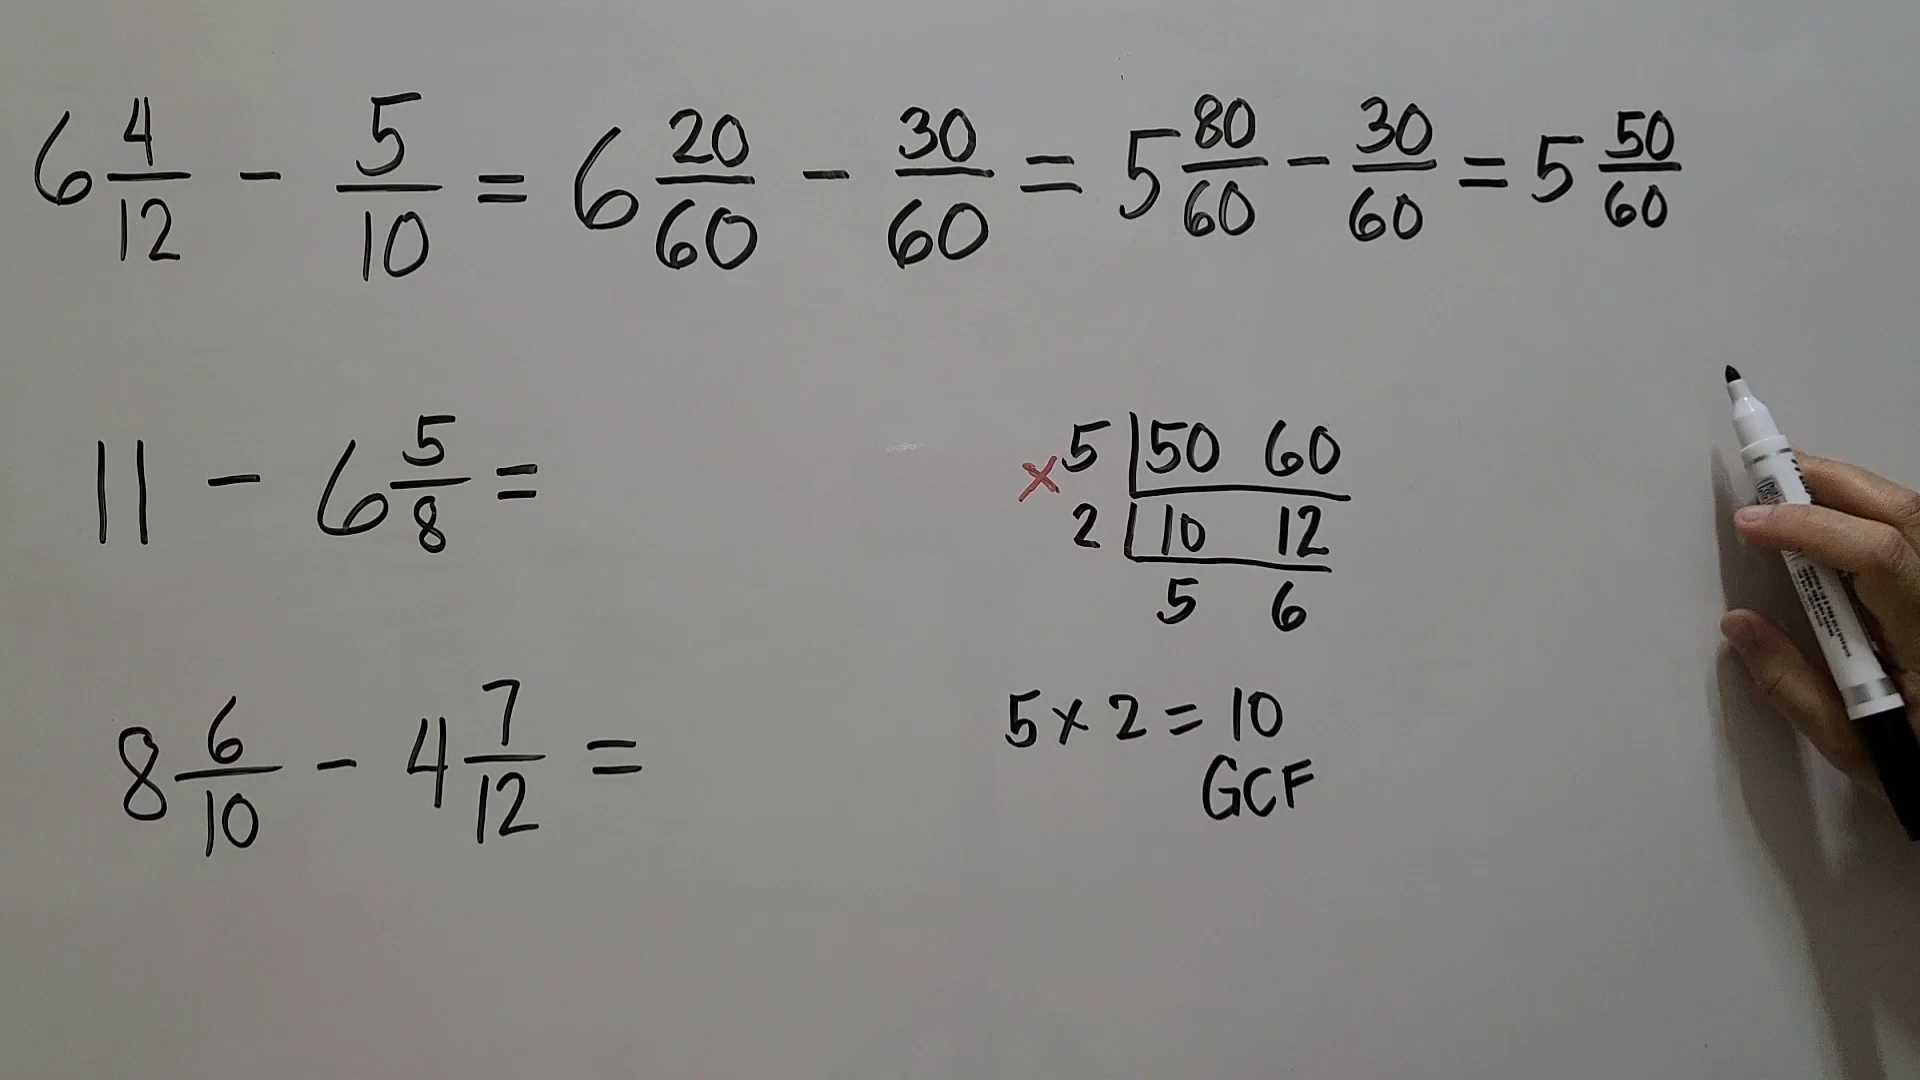 6 4/12 - 5/10 = 6 20/60 - 30/60 = 5 80/60 - 30/60 = 5 50/60
11 - 6 5/8 =
× 5 | 50 60
2 | 10 12
5 6
8 6/10 - 4 7/12 =
5 × 2 = 10
GCF